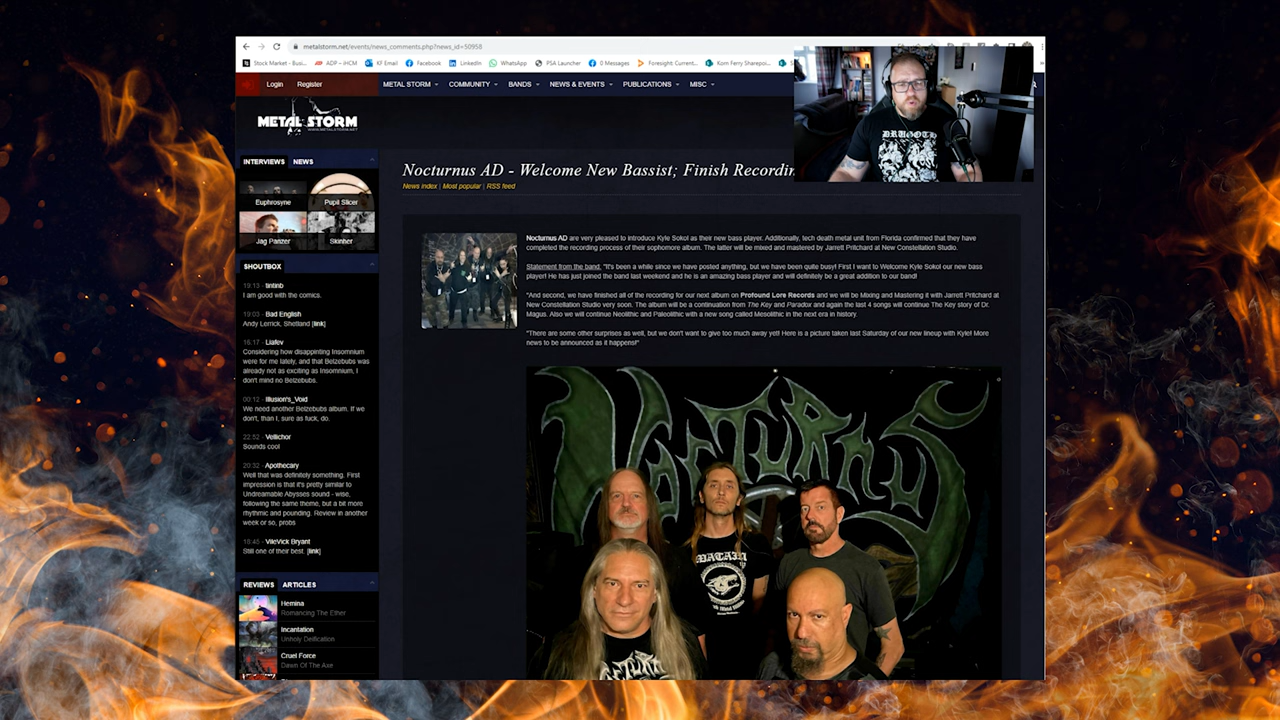 metalstorm.net/events/news_comments.php?news_id=50958
Stock Market - Busi... ADP – iHCM KF Email Facebook LinkedIn WhatsApp PSA Launcher 0 Messages Foresight: Current... Korn Ferry Sharepoi...
Login Register METAL STORM COMMUNITY BANDS NEWS & EVENTS PUBLICATIONS MISC
METAL STORM
WWW.METALSTORM.NET
DRUGOTH
INTERVIEWS NEWS
Euphrosyne Pupil Slicer
Jag Panzer Skinher
SHOUTBOX
19:13 - tintinb
I am good with the comics.
19:03 - Bad English
Andy Lerrick, Shetland [link]
16:17 - Liafev
Considering how disappinting Insomnium
were for me lately, and that Belzebubs was
already not as exciting as Insomnium, I
don't mind no Belzebubs.
00:12 - Illusion's_Void
We need another Belzebubs album. If we
don't, than I, sure as fuck, do.
22:52 - Vellichor
Sounds cool
20:32 - Apothecary
Well that was definitely something. First
impression is that it's pretty similar to
Undreamable Abysses sound - wise,
following the same theme, but a bit more
rhythmic and pounding. Review in another
week or so, probs
18:45 - VileVick Bryant
Still one of their best. [link]
REVIEWS ARTICLES
Hemina
Romancing The Ether
Incantation
Unholy Deification
Cruel Force
Dawn Of The Axe
Nocturnus AD - Welcome New Bassist; Finish Recordin
News index | Most popular | RSS feed
Nocturnus AD are very pleased to introduce Kyle Sokol as their new bass player. Additionally, tech death metal unit from Florida confirmed that they have
completed the recording process of their sophomore album. The latter will be mixed and mastered by Jarrett Pritchard at New Constellation Studio.
Statement from the band, "It's been a while since we have posted anything, but we have been quite busy! First I want to Welcome Kyle Sokol our new bass
player! He has just joined the band last weekend and he is an amazing bass player and will definitely be a great addition to our band!
"And second, we have finished all of the recording for our next album on Profound Lore Records and we will be Mixing and Mastering it with Jarrett Pritchard at
New Constellation Studio very soon. The album will be a continuation from The Key and Paradox and again the last 4 songs will continue The Key story of Dr.
Magus. Also we will continue Neolithic and Paleolithic with a new song called Mesolithic in the next era in history.
"There are some other surprises as well, but we don't want to give too much away yet! Here is a picture taken last Saturday of our new lineup with Kyle! More
news to be announced as it happens!"
NOCTURNUS
WATAIN